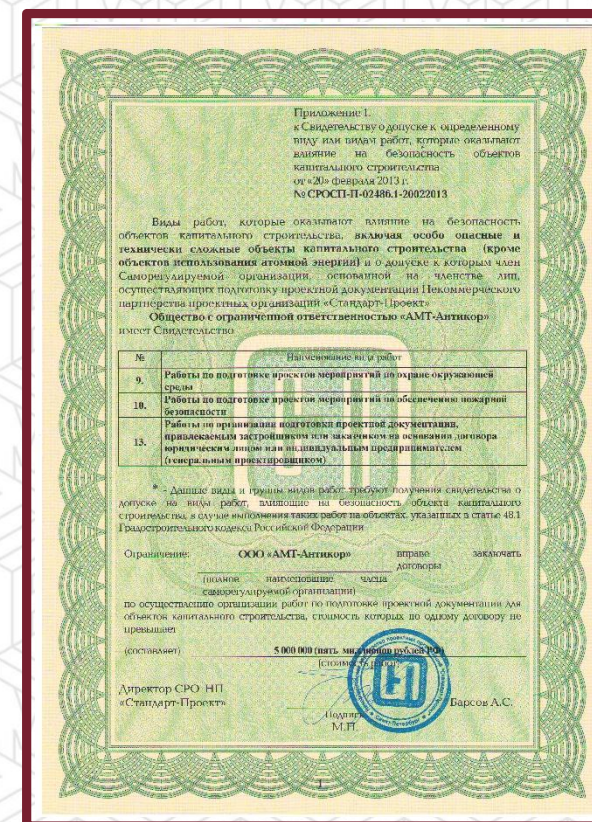 Приложение 1.
к Свидетельству о допуске к определенному
виду или видам работ, которые оказывают
влияние на безопасность объектов
капитального строительства
от «20» февраля 2013 г.
№ СРОСП-П-02486.1-20022013
Виды работ, которые оказывают влияние на безопасность
объектов капитального строительства, включая особо опасные и
технически сложные объекты капитального строительства (кроме
объектов использования атомной энергии) и о допуске к которым член
Саморегулируемой организации, основанной на членстве лиц,
осуществляющих подготовку проектной документации Некоммерческого
партнерства проектных организаций «Стандарт-Проект»
Общество с ограниченной ответственностью «АМТ-Антикор»
имеет Свидетельство
№ Наименование вида работ
9. Работы по подготовке проектов мероприятий по охране окружающей
среды
10. Работы по подготовке проектов мероприятий по обеспечению пожарной
безопасности
13. Работы по организации подготовки проектной документации,
привлекаемым застройщиком или заказчиком на основании договора
юридическим лицом или индивидуальным предпринимателем
(генеральным проектировщиком)
* - Данные виды и группы видов работ требуют получения свидетельства о
допуске на виды работ, влияющие на безопасность объекта капитального
строительства, в случае выполнения таких работ на объектах, указанных в статье 48.1
Градостроительного кодекса Российской Федерации
Ограничение: ООО «АМТ-Антикор» вправе заключать
договоры
(полное наименование члена
саморегулируемой организации)
по осуществлению организации работ по подготовке проектной документации для
объектов капитального строительства, стоимость которых по одному договору не
превышает
(составляет) 5 000 000 (пять миллионов рублей РФ)
(стоимость работ)
Директор СРО НП
«Стандарт-Проект» Барсов А.С.
Подпись
М.П.
1